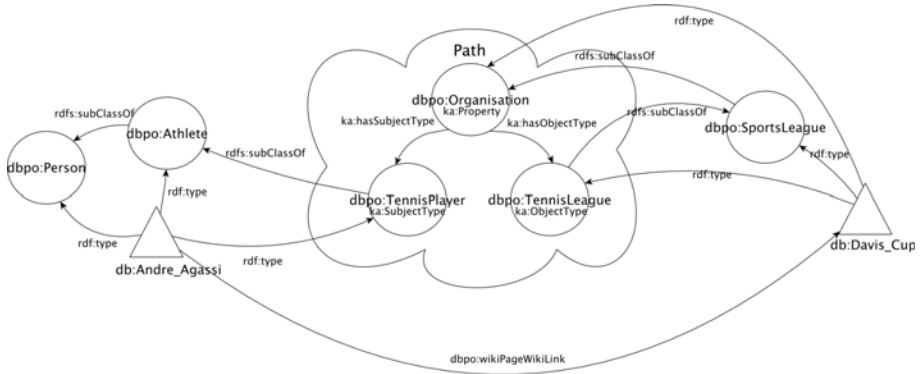 rdf:type
Path
rdfs:subClassOf
dbpo:Organisation
ka:Property
rdfs:subClassOf
rdfs:subClassOf
ka:hasSubjectType
ka:hasObjectType
dbpo:Athlete
dbpo:SportsLeague
rdfs:subClassOf
rdf:type
dbpo:Person
rdf:type
rdf:type
dbpo:TennisPlayer
dbpo:TennisLeague
ka:SubjectType
ka:ObjectType
rdf:type
rdf:type
db:Davis_Cup
db:Andre_Agassi
dbpo:wikiPageWikiLink